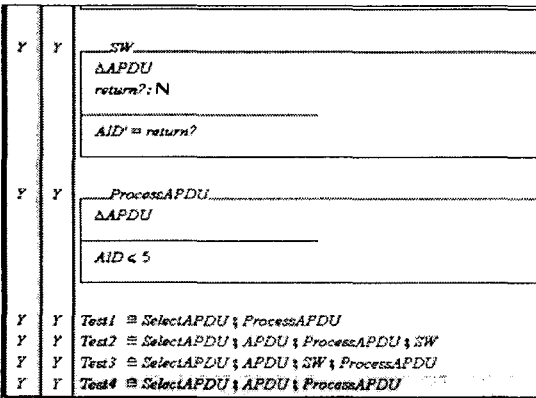 Y Y SW
ΔAPDU
return?: N
AID' = return?
Y Y ProcessAPDU
ΔAPDU
AID < 5
Y Y Test1 ≙ SelectAPDU ; ProcessAPDU
Y Y Test2 ≙ SelectAPDU ; APDU ; ProcessAPDU ; SW
Y Y Test3 ≙ SelectAPDU ; APDU ; SW ; ProcessAPDU
Y Y Test4 ≙ SelectAPDU ; APDU ; ProcessAPDU